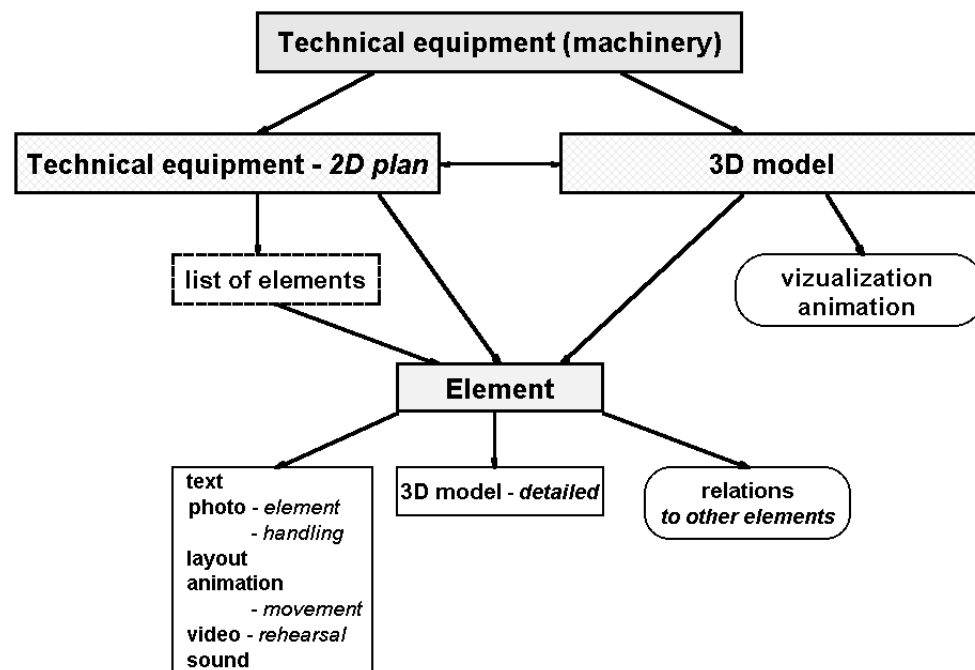 Technical equipment (machinery)
Technical equipment - 2D plan
3D model
list of elements
vizualization
animation
Element
text
photo - element
- handling
layout
animation
- movement
video - rehearsal
sound
3D model - detailed
relations
to other elements